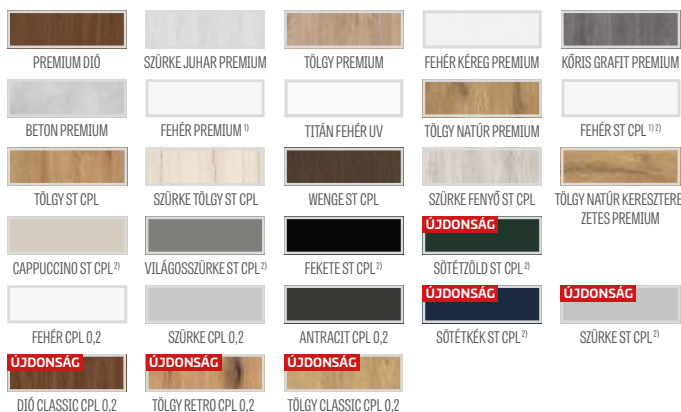 PREMIUM DIÓ
SZÜRKE JUHAR PREMIUM
TÖLGY PREMIUM
FEHÉR KÉREG PREMIUM
KŐRIS GRAFIT PREMIUM
BETON PREMIUM
FEHÉR PREMIUM 1)
TITÁN FEHÉR UV
TÖLGY NATÚR PREMIUM
FEHÉR ST CPL 1) 2)
TÖLGY ST CPL
SZÜRKE TÖLGY ST CPL
WENGE ST CPL
SZÜRKE FENYŐ ST CPL
TÖLGY NATÚR KERESZTERE
ZETES PREMIUM
CAPPUCCINO ST CPL 2)
VILÁGOSSZÜRKE ST CPL 2)
FEKETE ST CPL 2)
ÚJDONSÁG
SÖTÉTZÖLD ST CPL 2)
FEHÉR CPL 0,2
SZÜRKE CPL 0,2
ANTRACIT CPL 0,2
ÚJDONSÁG
SÖTÉTKÉK ST CPL 2)
ÚJDONSÁG
SZÜRKE ST CPL 2)
ÚJDONSÁG
DIÓ CLASSIC CPL 0,2
ÚJDONSÁG
TÖLGY RETRO CPL 0,2
ÚJDONSÁG
TÖLGY CLASSIC CPL 0,2